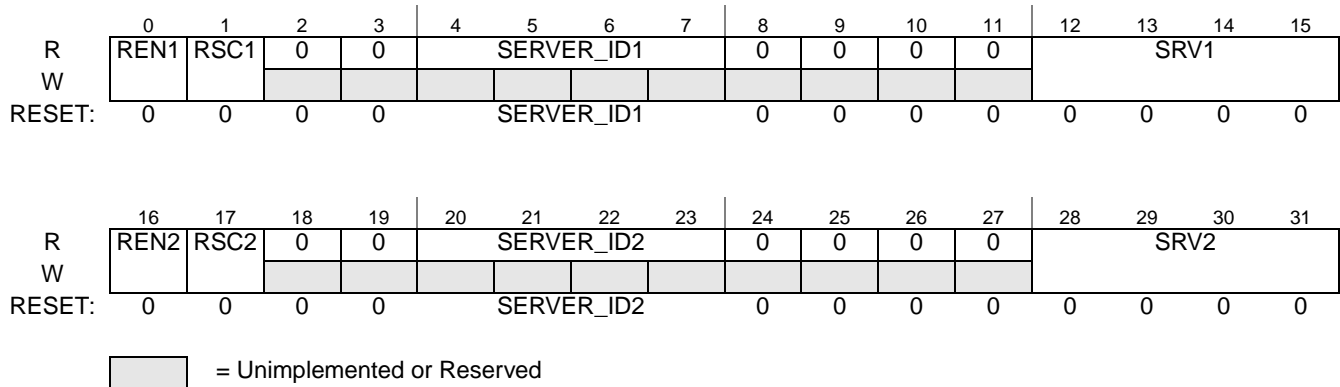 0 1 2 3 4 5 6 7 8 9 10 11 12 13 14 15
R REN1 RSC1 0 0 SERVER_ID1 0 0 0 0 SRV1
W
RESET: 0 0 0 0 SERVER_ID1 0 0 0 0 0 0 0 0
16 17 18 19 20 21 22 23 24 25 26 27 28 29 30 31
R REN2 RSC2 0 0 SERVER_ID2 0 0 0 0 SRV2
W
RESET: 0 0 0 0 SERVER_ID2 0 0 0 0 0 0 0 0
= Unimplemented or Reserved